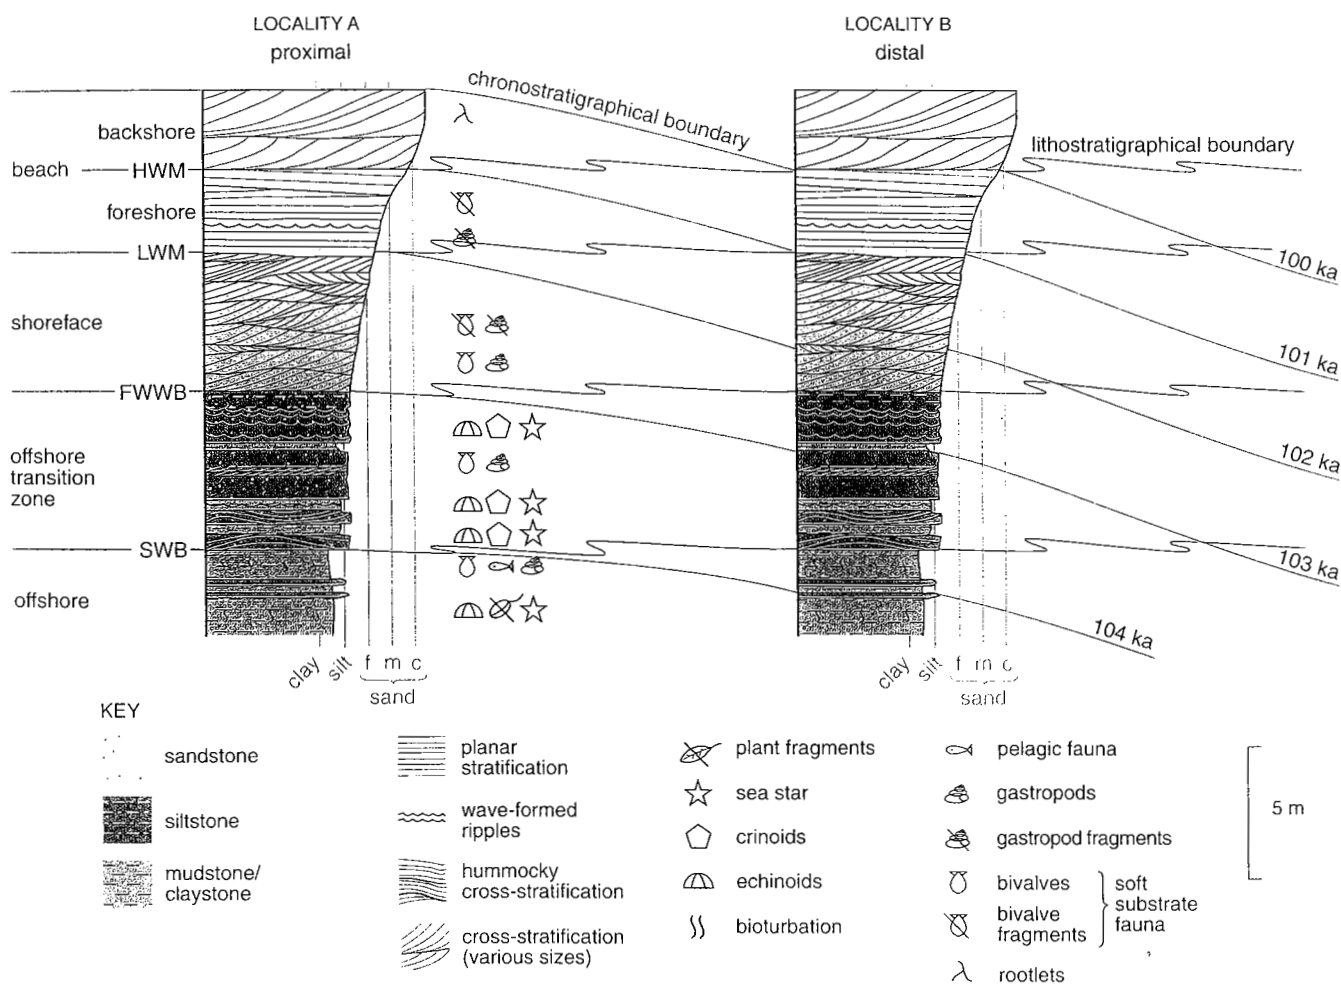 LOCALITY A
proximal
LOCALITY B
distal
chronostratigraphical boundary
lithostratigraphical boundary
backshore
beach
HWM
foreshore
LWM
shoreface
FWWB
offshore
transition
zone
SWB
offshore
100 ka
101 ka
102 ka
103 ka
104 ka
clay
silt
f
m
c
sand
clay
silt
f
m
c
sand
KEY
sandstone
siltstone
mudstone/
claystone
planar
stratification
wave-formed
ripples
hummocky
cross-stratification
cross-stratification
(various sizes)
plant fragments
sea star
crinoids
echinoids
bioturbation
pelagic fauna
gastropods
gastropod fragments
bivalves
bivalve
fragments
soft
substrate
fauna
rootlets
5 m